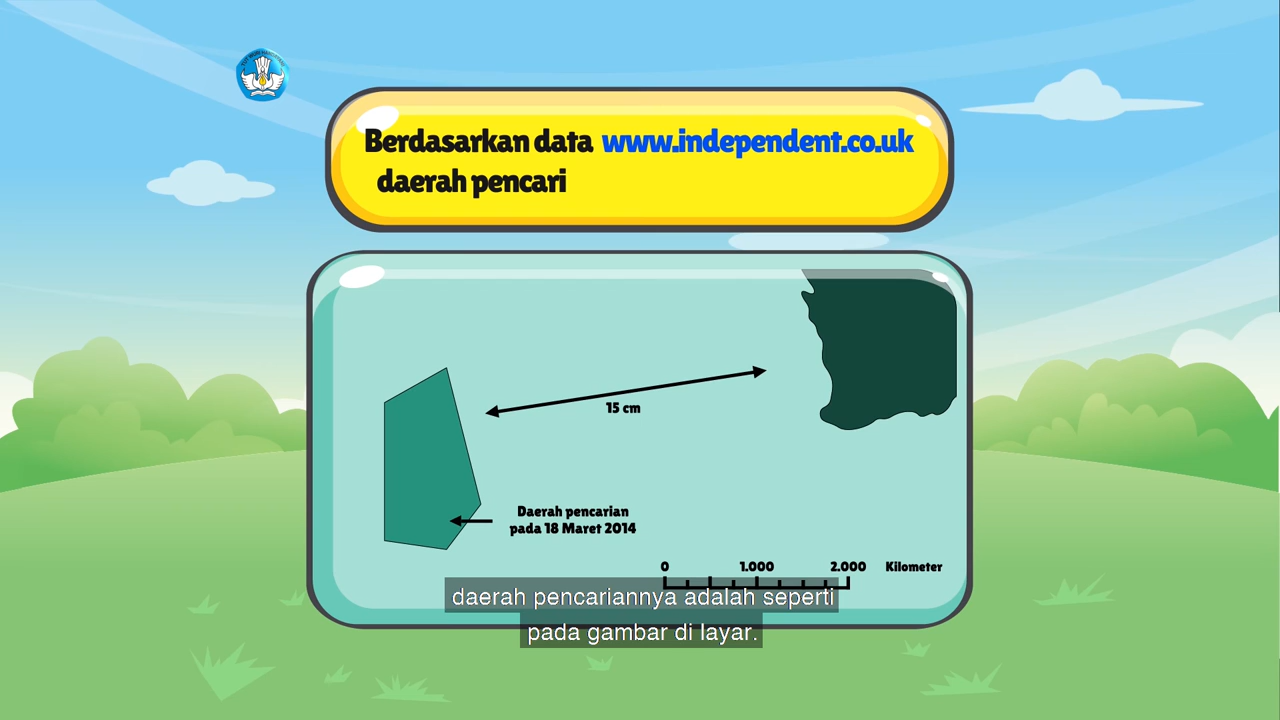 Berdasarkan data www.independent.co.uk
daerah pencari
15 cm
Daerah pencarian
pada 18 Maret 2014
0 1.000 2.000 Kilometer
daerah pencariannya adalah seperti
pada gambar di layar.